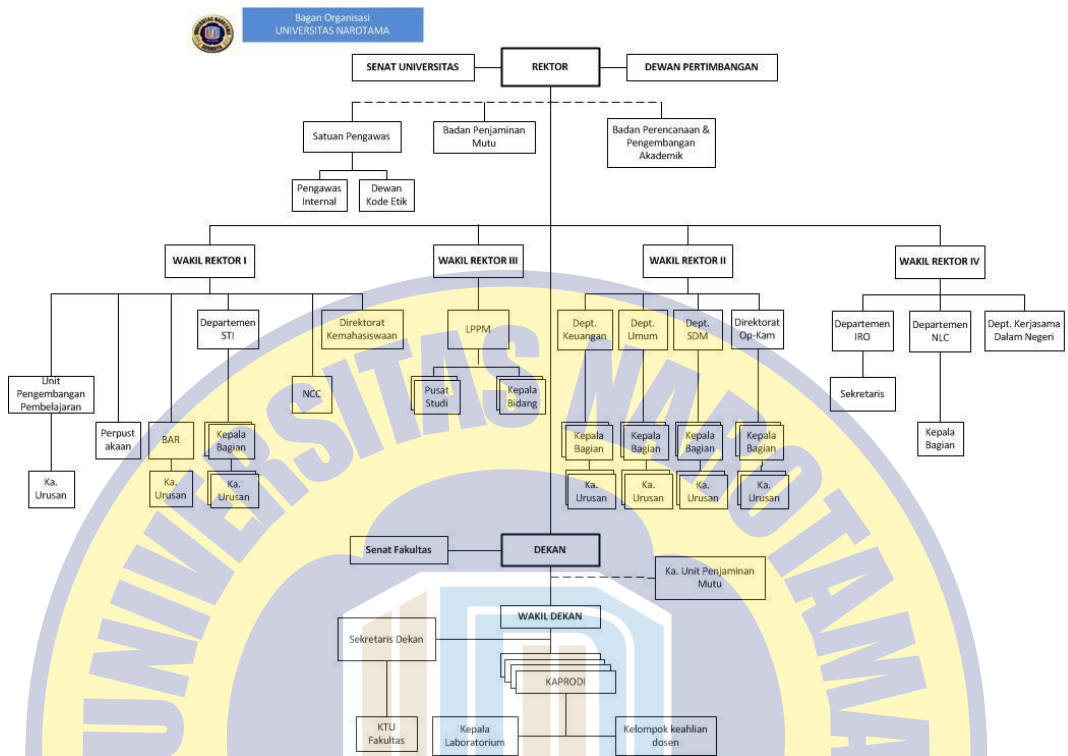 Bagan Organisasi
UNIVERSITAS NAROTAMA
SENAT UNIVERSITAS
REKTOR
DEWAN PERTIMBANGAN
Satuan Pengawas
Badan Penjaminan
Mutu
Badan Perencanaan &
Pengembangan
Akademik
Pengawas
Internal
Dewan
Kode Etik
WAKIL REKTOR I
WAKIL REKTOR III
WAKIL REKTOR II
WAKIL REKTOR IV
Departemen
STI
Direktorat
Kemahasiswaan
LPPM
Dept.
Keuangan
Dept.
Umum
Dept.
SDM
Direktorat
Op-Kam
Departemen
IRO
Departemen
NLC
Dept. Kerjasama
Dalam Negeri
Unit
Pengembangan
Pembelajaran
NCC
Pusat
Studi
Kepala
Bidang
Sekretaris
Perpust
akaan
BAR
Kepala
Bagian
Kepala
Bagian
Kepala
Bagian
Kepala
Bagian
Kepala
Bagian
Kepala
Bagian
Ka.
Urusan
Ka.
Urusan
Ka.
Urusan
Ka.
Urusan
Ka.
Urusan
Ka.
Urusan
Ka.
Urusan
Senat Fakultas
DEKAN
Ka. Unit Penjaminan
Mutu
WAKIL DEKAN
Sekretaris Dekan
KAPRODI
KTU
Fakultas
Kepala
Laboratorium
Kelompok keahlian
dosen
UNIVERSITAS NAROTAMA